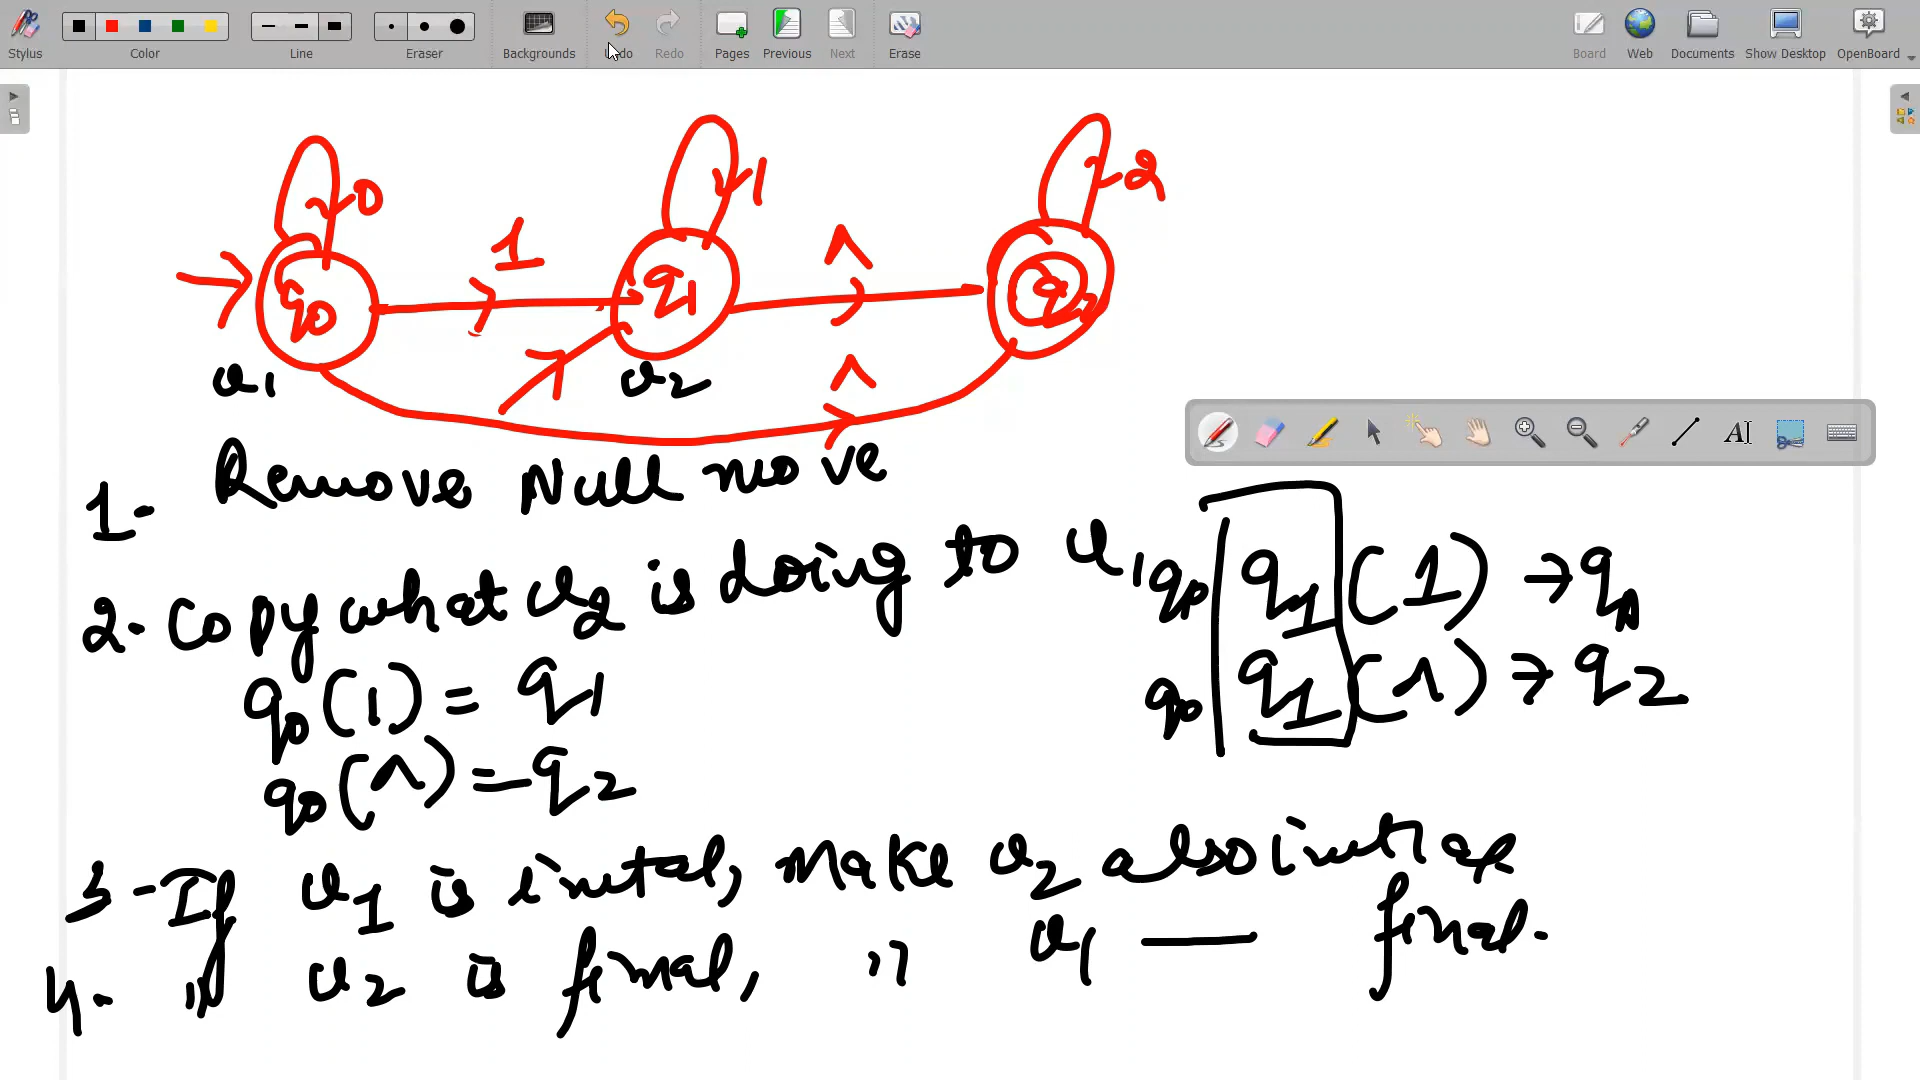 Stylus Color Line Eraser Backgrounds Undo Redo Pages Previous Next Erase Board Web Documents Show Desktop OpenBoard
0 1 2
1 ^ ^
q0 q1 q2
v1 v2
1- Remove Null move
2- Copy what v2 is doing to v1
q0 q1 (1) → q1
q0 q1 (^) → q2
q0 (1) = q1
q0 (^) = q2
3- If v1 is inital, make v2 also initial
4- " v2 is final, " v1 — final.